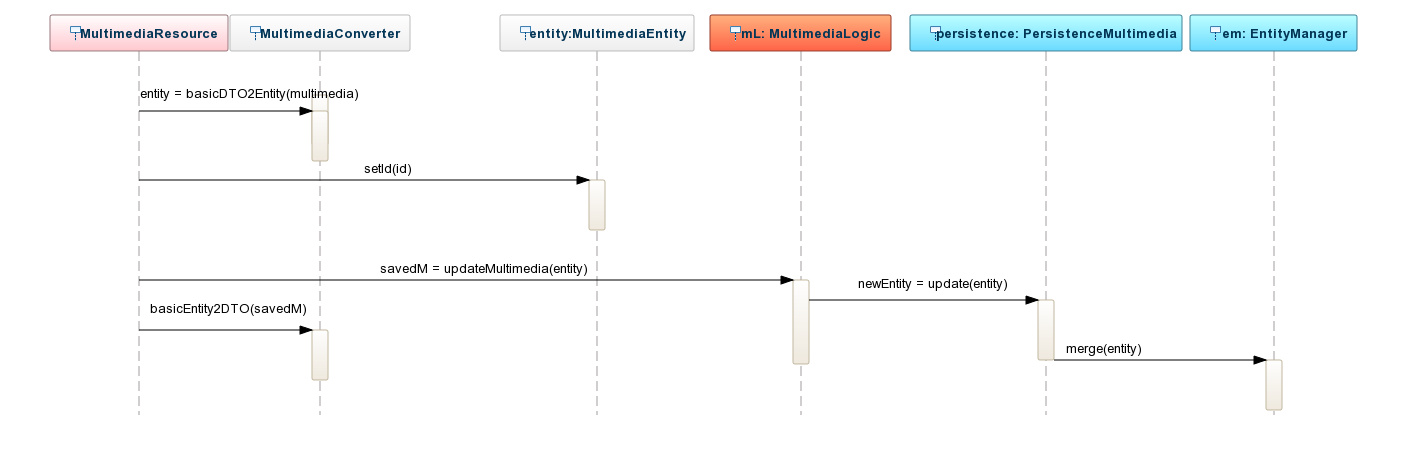 MultimediaResource
MultimediaConverter
entity:MultimediaEntity
mL: MultimediaLogic
persistence: PersistenceMultimedia
em: EntityManager
entity = basicDTO2Entity(multimedia)
setId(id)
savedM = updateMultimedia(entity)
newEntity = update(entity)
basicEntity2DTO(savedM)
merge(entity)